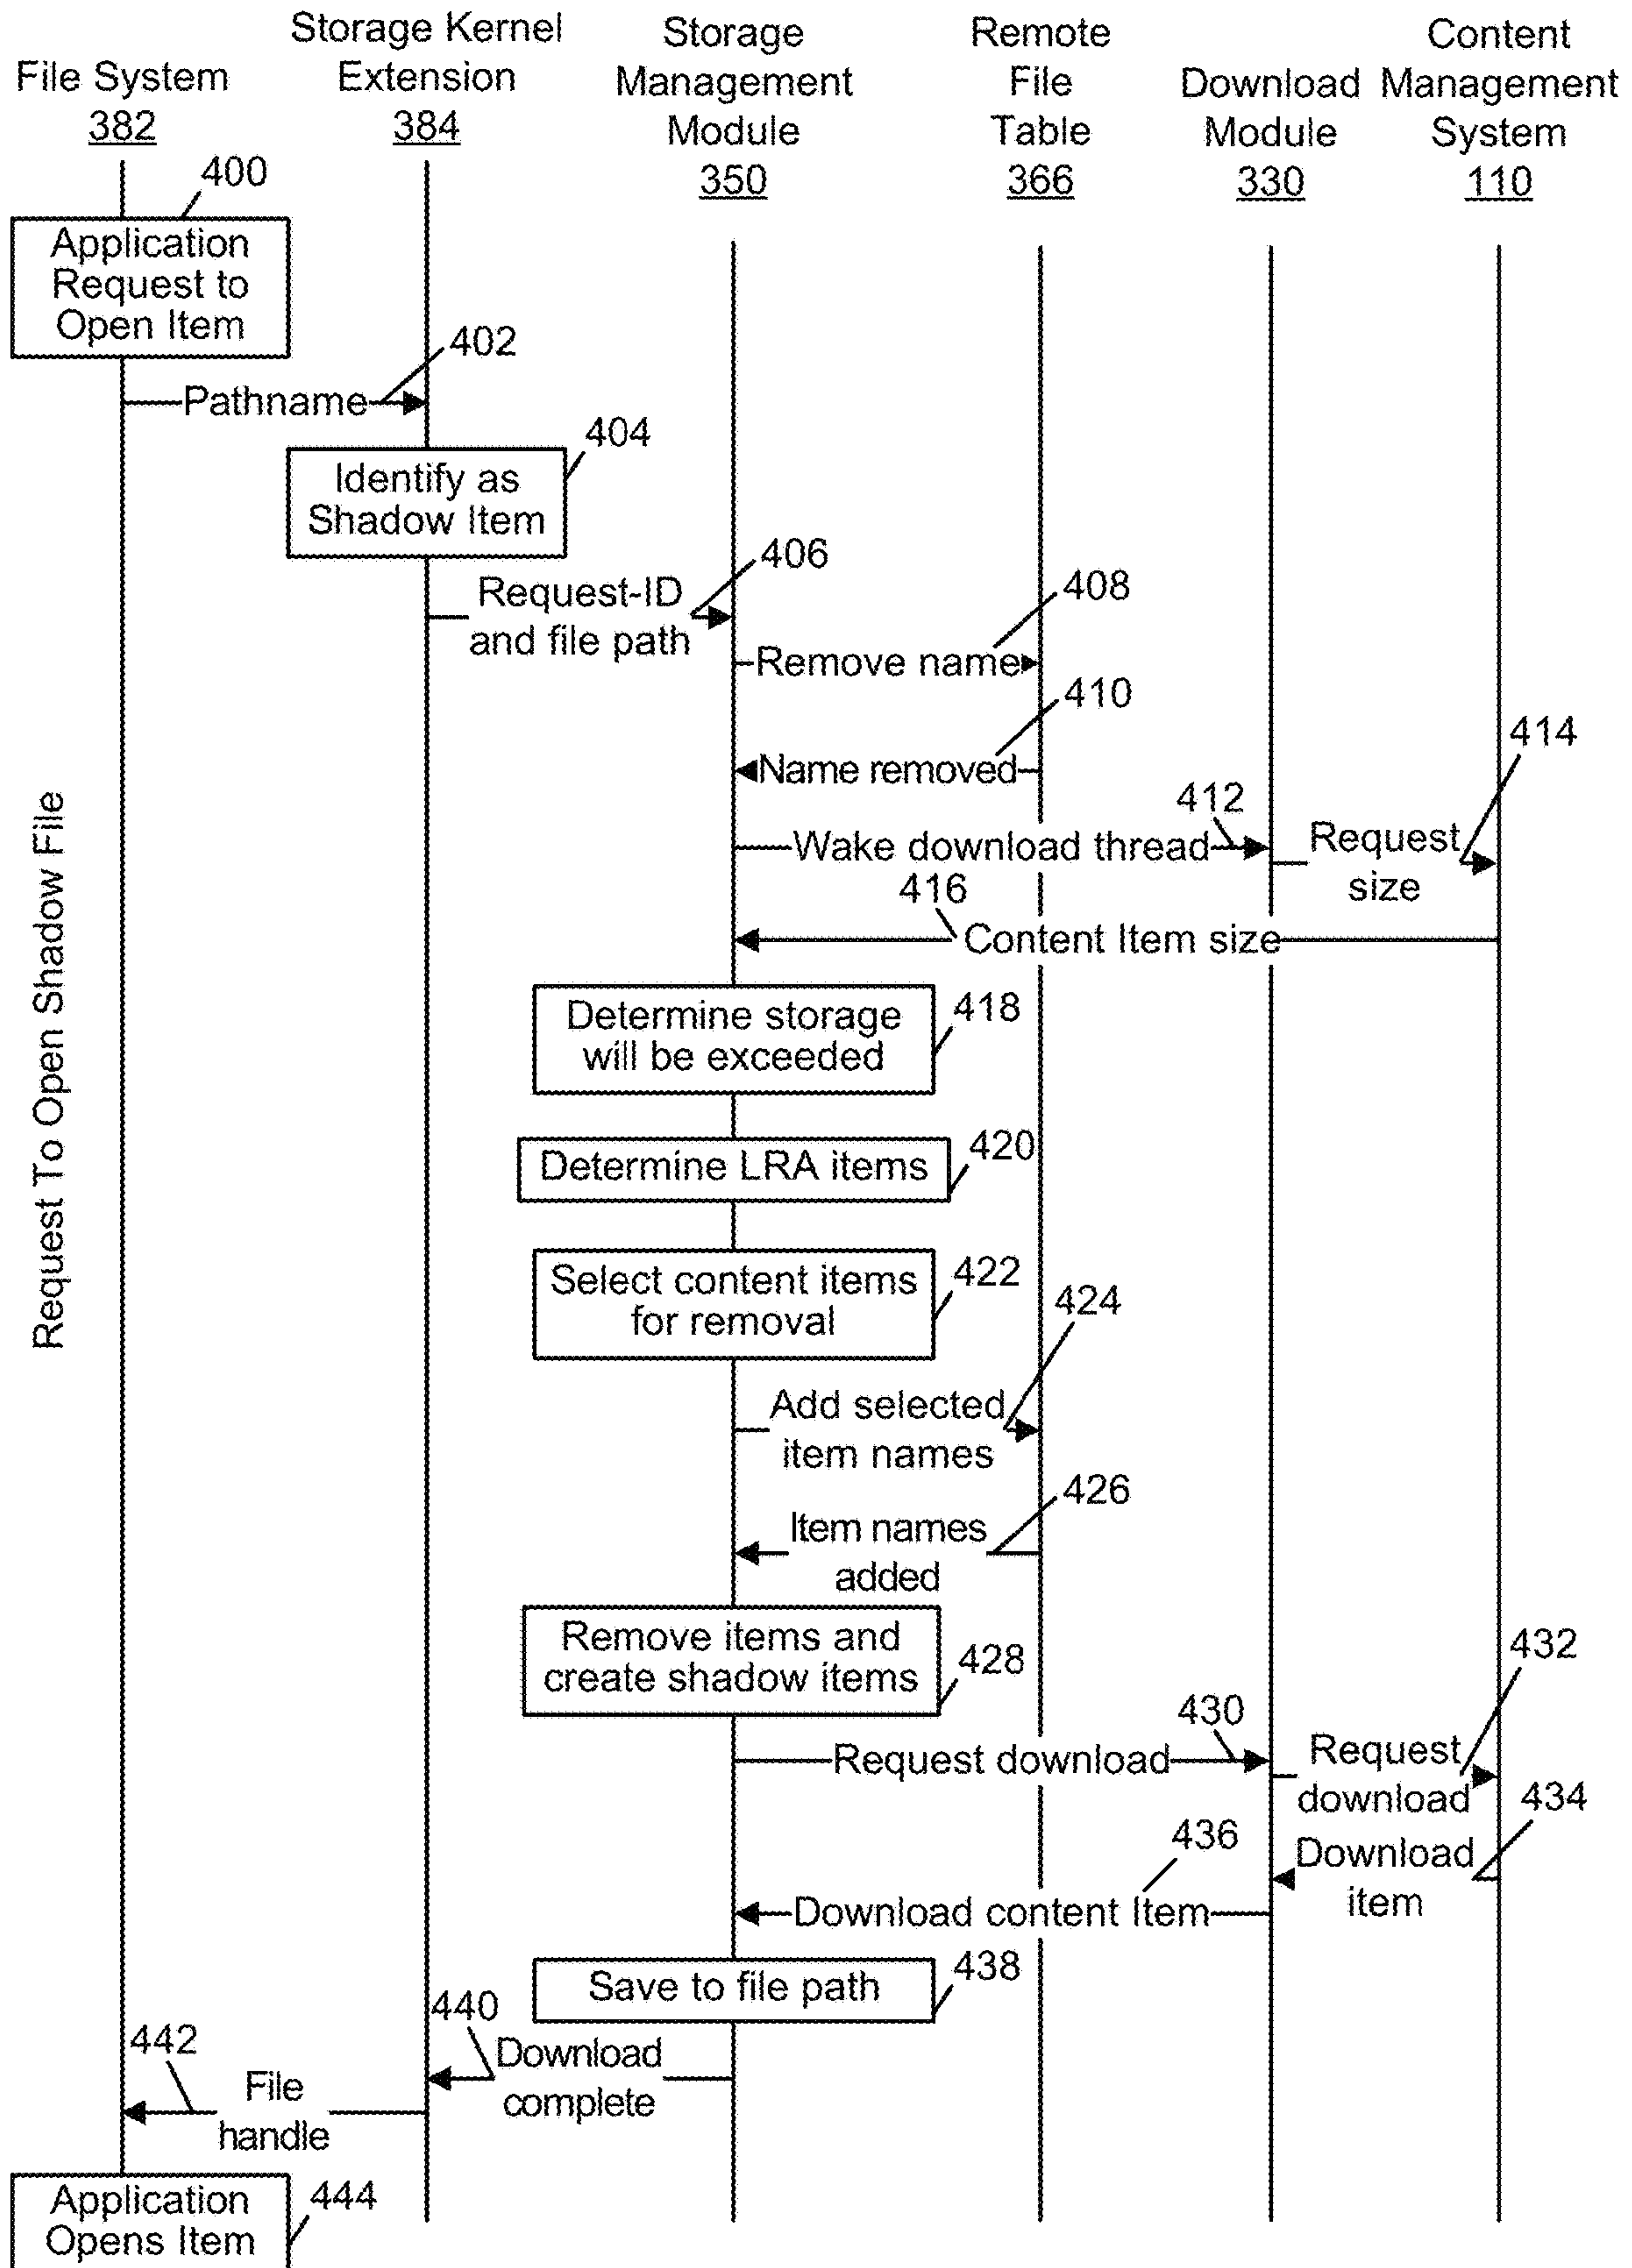 File System
382
Storage Kernel
Extension
384
Storage
Management
Module
350
Remote
File
Table
366
Download
Module
330
Content
Management
System
110
400
Application
Request to
Open Item
402
Pathname
404
Identify as
Shadow Item
406
Request-ID
and file path
408
Remove name
410
Name removed
412
Wake download thread
414
Request
size
416
Content Item size
Request To Open Shadow File
Determine storage
will be exceeded
418
Determine LRA items
420
Select content items
for removal
422
424
Add selected
item names
426
Item names
added
Remove items and
create shadow items
428
430
Request download
432
Request
download
434
Download
item
436
Download content Item
Save to file path
438
440
Download
complete
442
File
handle
Application
Opens Item
444